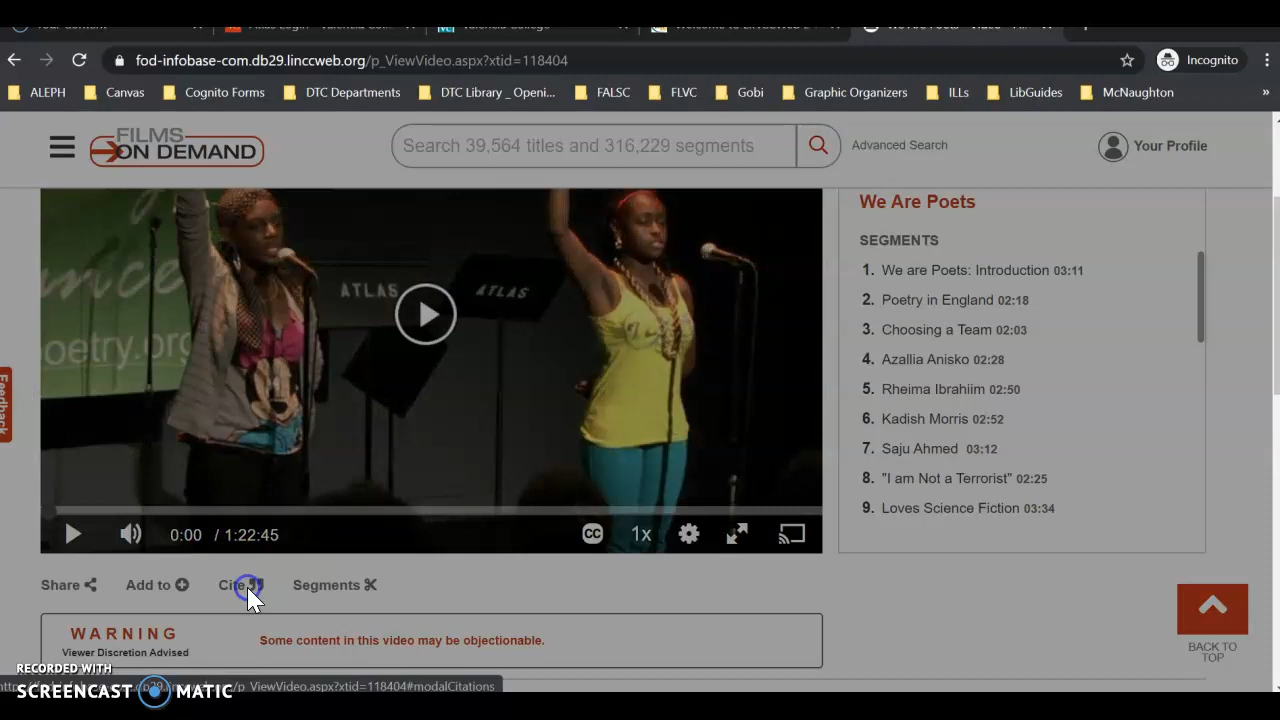 fod-infobase-com.db29.linccweb.org/p_ViewVideo.aspx?xtid=118404
Incognito
ALEPH
Canvas
Cognito Forms
DTC Departments
DTC Library _ Openi...
FALSC
FLVC
Gobi
Graphic Organizers
ILLs
LibGuides
McNaughton
»
FILMS
ON DEMAND
Search 39,564 titles and 316,229 segments
Advanced Search
Your Profile
ATLAS
ATLAS
poetry.org
We Are Poets
SEGMENTS
1. We are Poets: Introduction 03:11
2. Poetry in England 02:18
3. Choosing a Team 02:03
4. Azallia Anisko 02:28
5. Rheima Ibrahiim 02:50
6. Kadish Morris 02:52
7. Saju Ahmed 03:12
8. "I am Not a Terrorist" 02:25
9. Loves Science Fiction 03:34
Feedback
0:00 / 1:22:45
CC
1x
Share
Add to
Cite
Segments
WARNING
Viewer Discretion Advised
Some content in this video may be objectionable.
BACK TO
TOP
RECORDED WITH
SCREENCAST MATIC
p_ViewVideo.aspx?xtid=118404#modalCitations